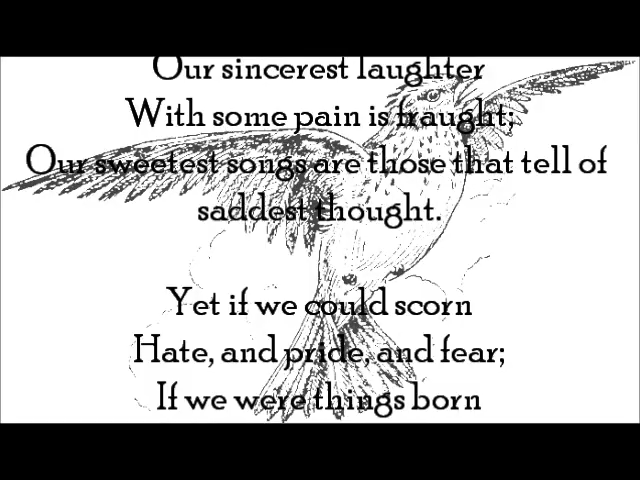 Our sincerest laughter
With some pain is fraught;
Our sweetest songs are those that tell of
saddest thought.
Yet if we could scorn
Hate, and pride, and fear;
If we were things born